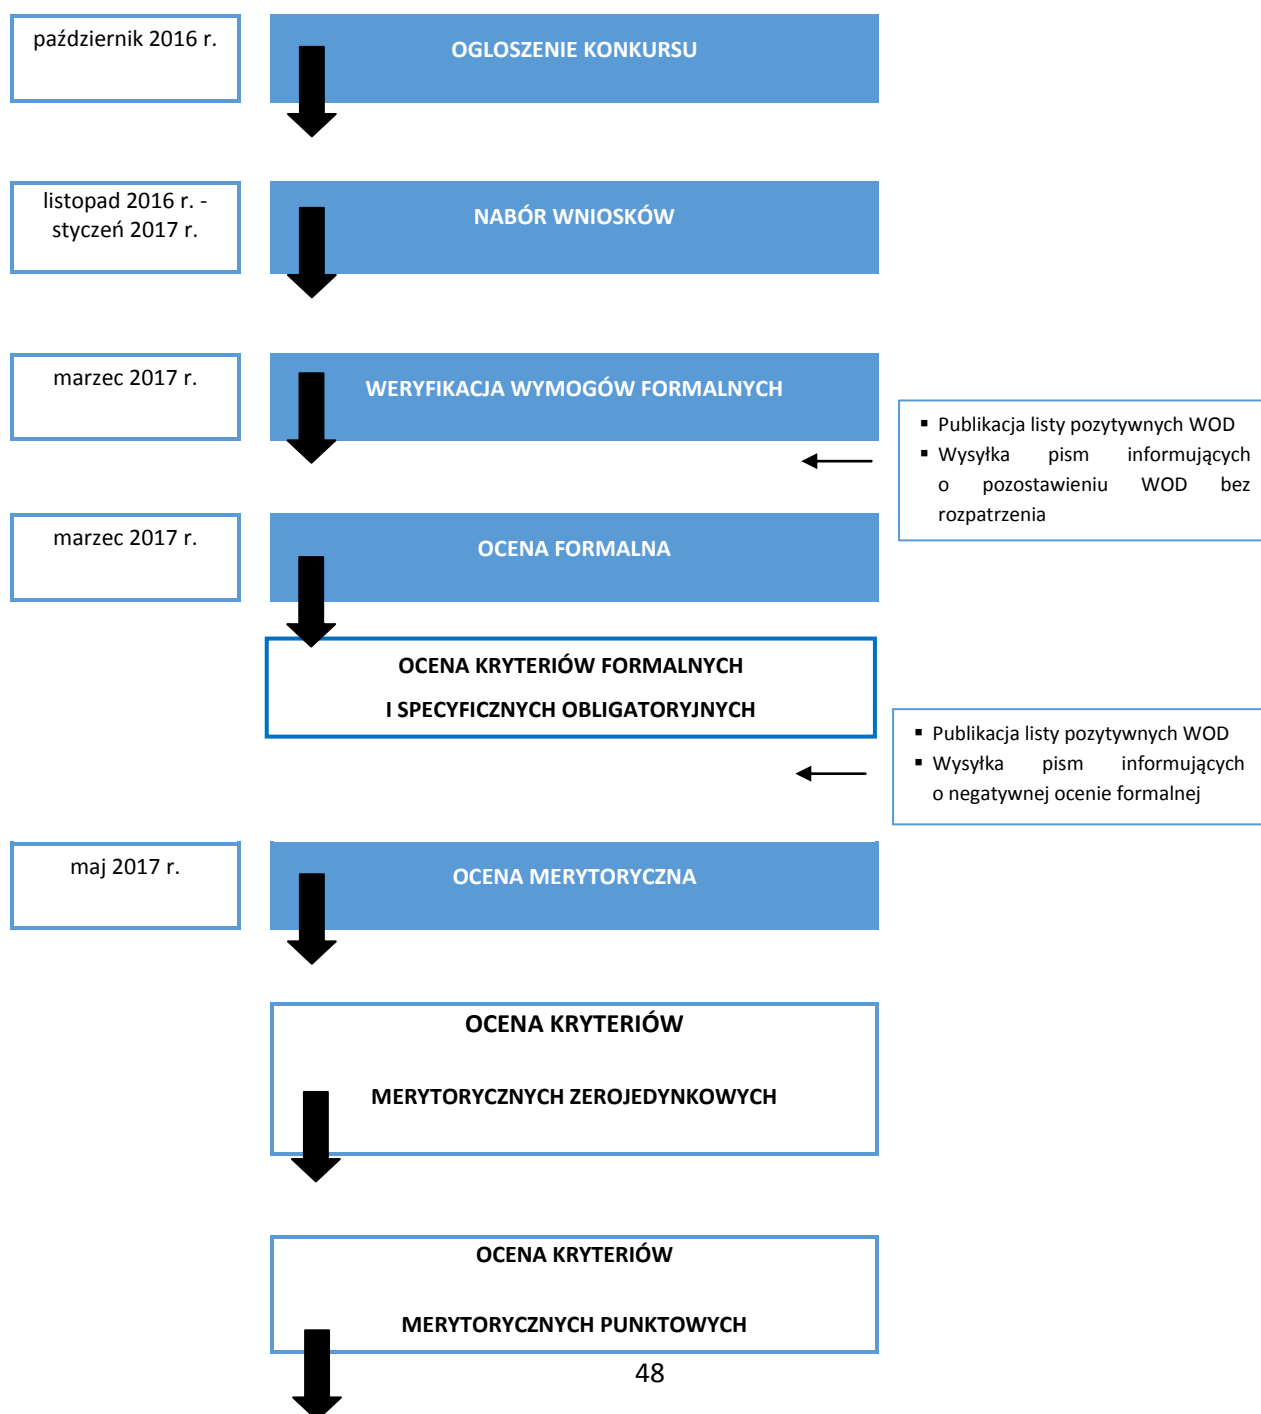 październik 2016 r.
OGLOSZENIE KONKURSU
listopad 2016 r. -
styczeń 2017 r.
NABÓR WNIOSKÓW
marzec 2017 r.
WERYFIKACJA WYMOGÓW FORMALNYCH
▪ Publikacja listy pozytywnych WOD
▪ Wysyłka pism informujących
o pozostawieniu WOD bez
rozpatrzenia
marzec 2017 r.
OCENA FORMALNA
OCENA KRYTERIÓW FORMALNYCH
I SPECYFICZNYCH OBLIGATORYJNYCH
▪ Publikacja listy pozytywnych WOD
▪ Wysyłka pism informujących
o negatywnej ocenie formalnej
maj 2017 r.
OCENA MERYTORYCZNA
OCENA KRYTERIÓW
MERYTORYCZNYCH ZEROJEDYNKOWYCH
OCENA KRYTERIÓW
MERYTORYCZNYCH PUNKTOWYCH
48